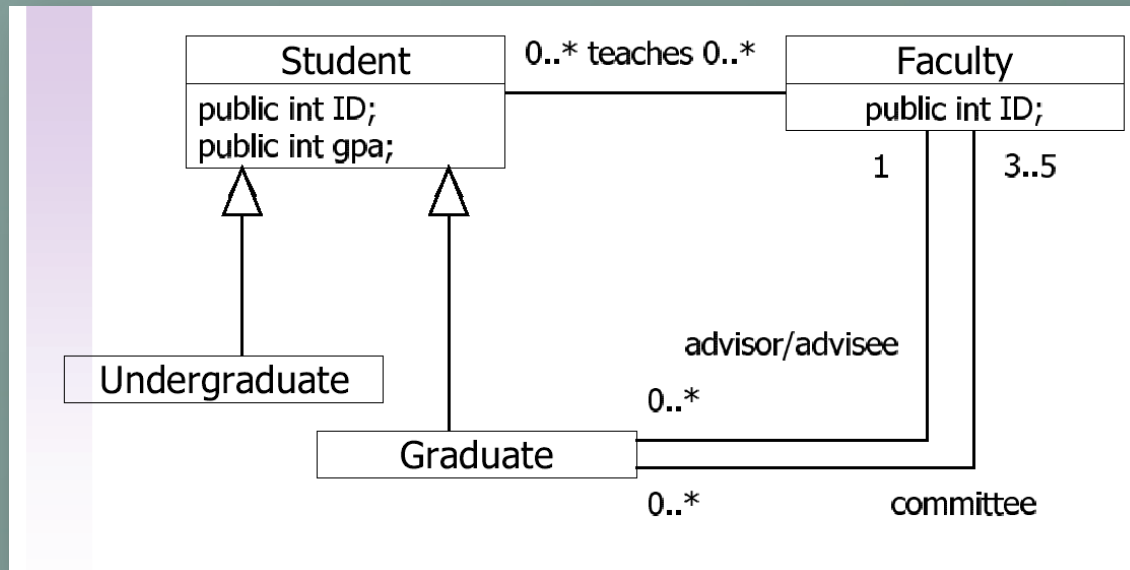 Student
public int ID;
public int gpa;
0..* teaches 0..*
Faculty
public int ID;
1
3..5
Undergraduate
advisor/advisee
0..*
Graduate
0..*
committee